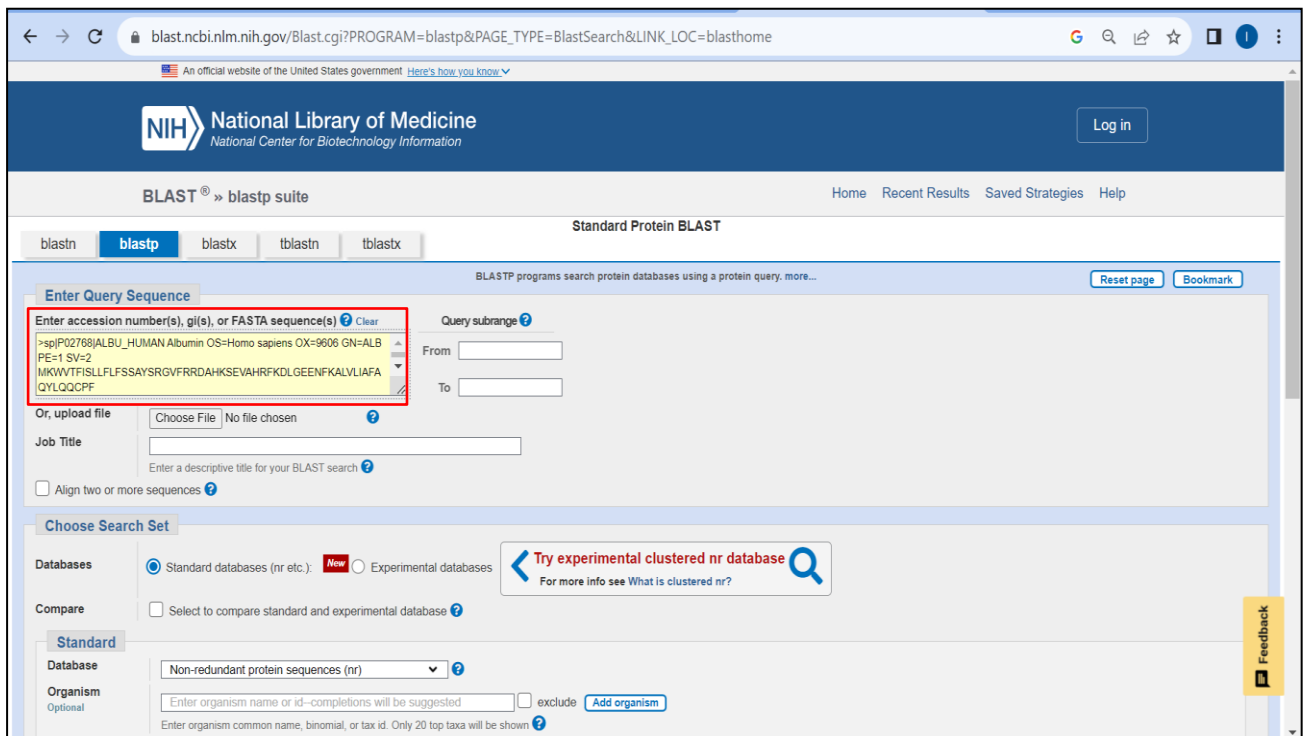 blast.ncbi.nlm.nih.gov/Blast.cgi?PROGRAM=blastp&PAGE_TYPE=BlastSearch&LINK_LOC=blasthome
G
I
An official website of the United States government Here's how you know
NIH
National Library of Medicine
National Center for Biotechnology Information
Log in
BLAST ® » blastp suite
Home Recent Results Saved Strategies Help
Standard Protein BLAST
blastn blastp blastx tblastn tblastx
BLASTP programs search protein databases using a protein query. more...
Reset page Bookmark
Enter Query Sequence
Enter accession number(s), gi(s), or FASTA sequence(s) ? Clear
Query subrange ?
>sp|P02768|ALBU_HUMAN Albumin OS=Homo sapiens OX=9606 GN=ALB
PE=1 SV=2
MKWVTFISLLFLFSSAYSRGVFRRDAHKSEVAHRFKDLGEENFKALVLIAFA
QYLQQCPF
From
To
Or, upload file Choose File No file chosen ?
Job Title
Enter a descriptive title for your BLAST search ?
Align two or more sequences ?
Choose Search Set
Databases Standard databases (nr etc.): New Experimental databases
Try experimental clustered nr database
For more info see What is clustered nr?
Compare Select to compare standard and experimental database ?
Feedback
Standard
Database Non-redundant protein sequences (nr) ?
Organism
Optional
Enter organism name or id--completions will be suggested exclude Add organism
Enter organism common name, binomial, or tax id. Only 20 top taxa will be shown ?